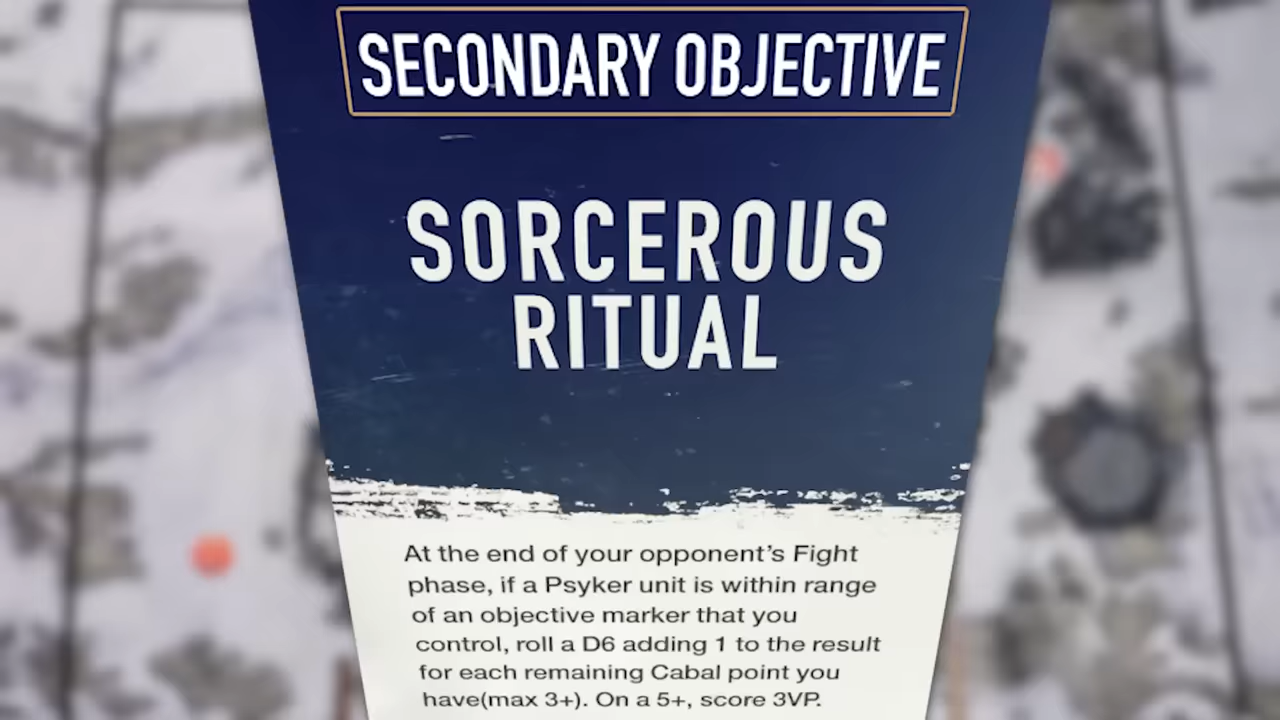 SECONDARY OBJECTIVE
SORCEROUS
RITUAL
At the end of your opponent's Fight
phase, if a Psyker unit is within range
of an objective marker that you
control, roll a D6 adding 1 to the result
for each remaining Cabal point you
have(max 3+). On a 5+, score 3VP.